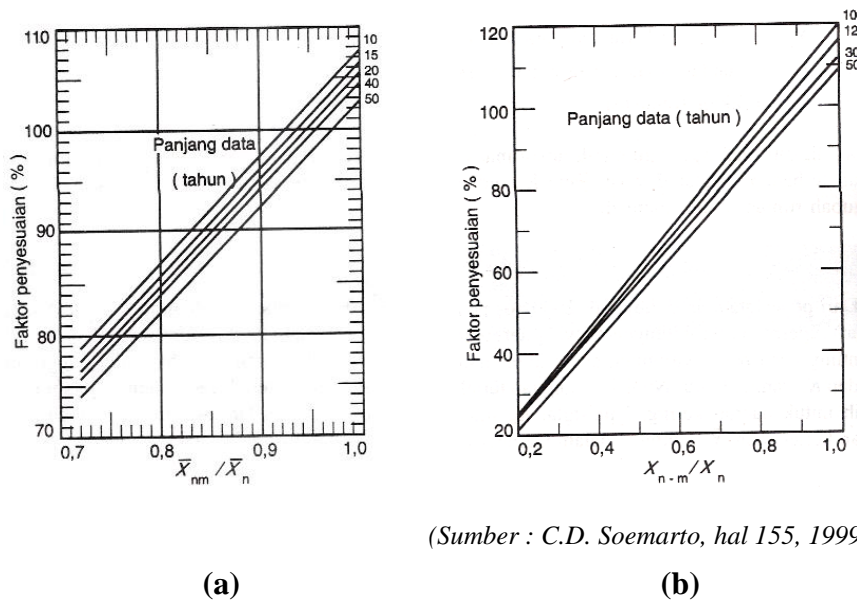 110
100
90
80
70
Faktor penyesuaian ( % )
Panjang data
( tahun )
10
15
20
40
50
0,7
0,8
0,9
1,0
X̅nm / X̅n
120
100
80
60
40
20
Faktor penyesuaian ( % )
Panjang data ( tahun )
10
12
30
50
0,2
0,4
0,6
0,8
1,0
Xn - m / Xn
(Sumber : C.D. Soemarto, hal 155, 1999
(a)
(b)